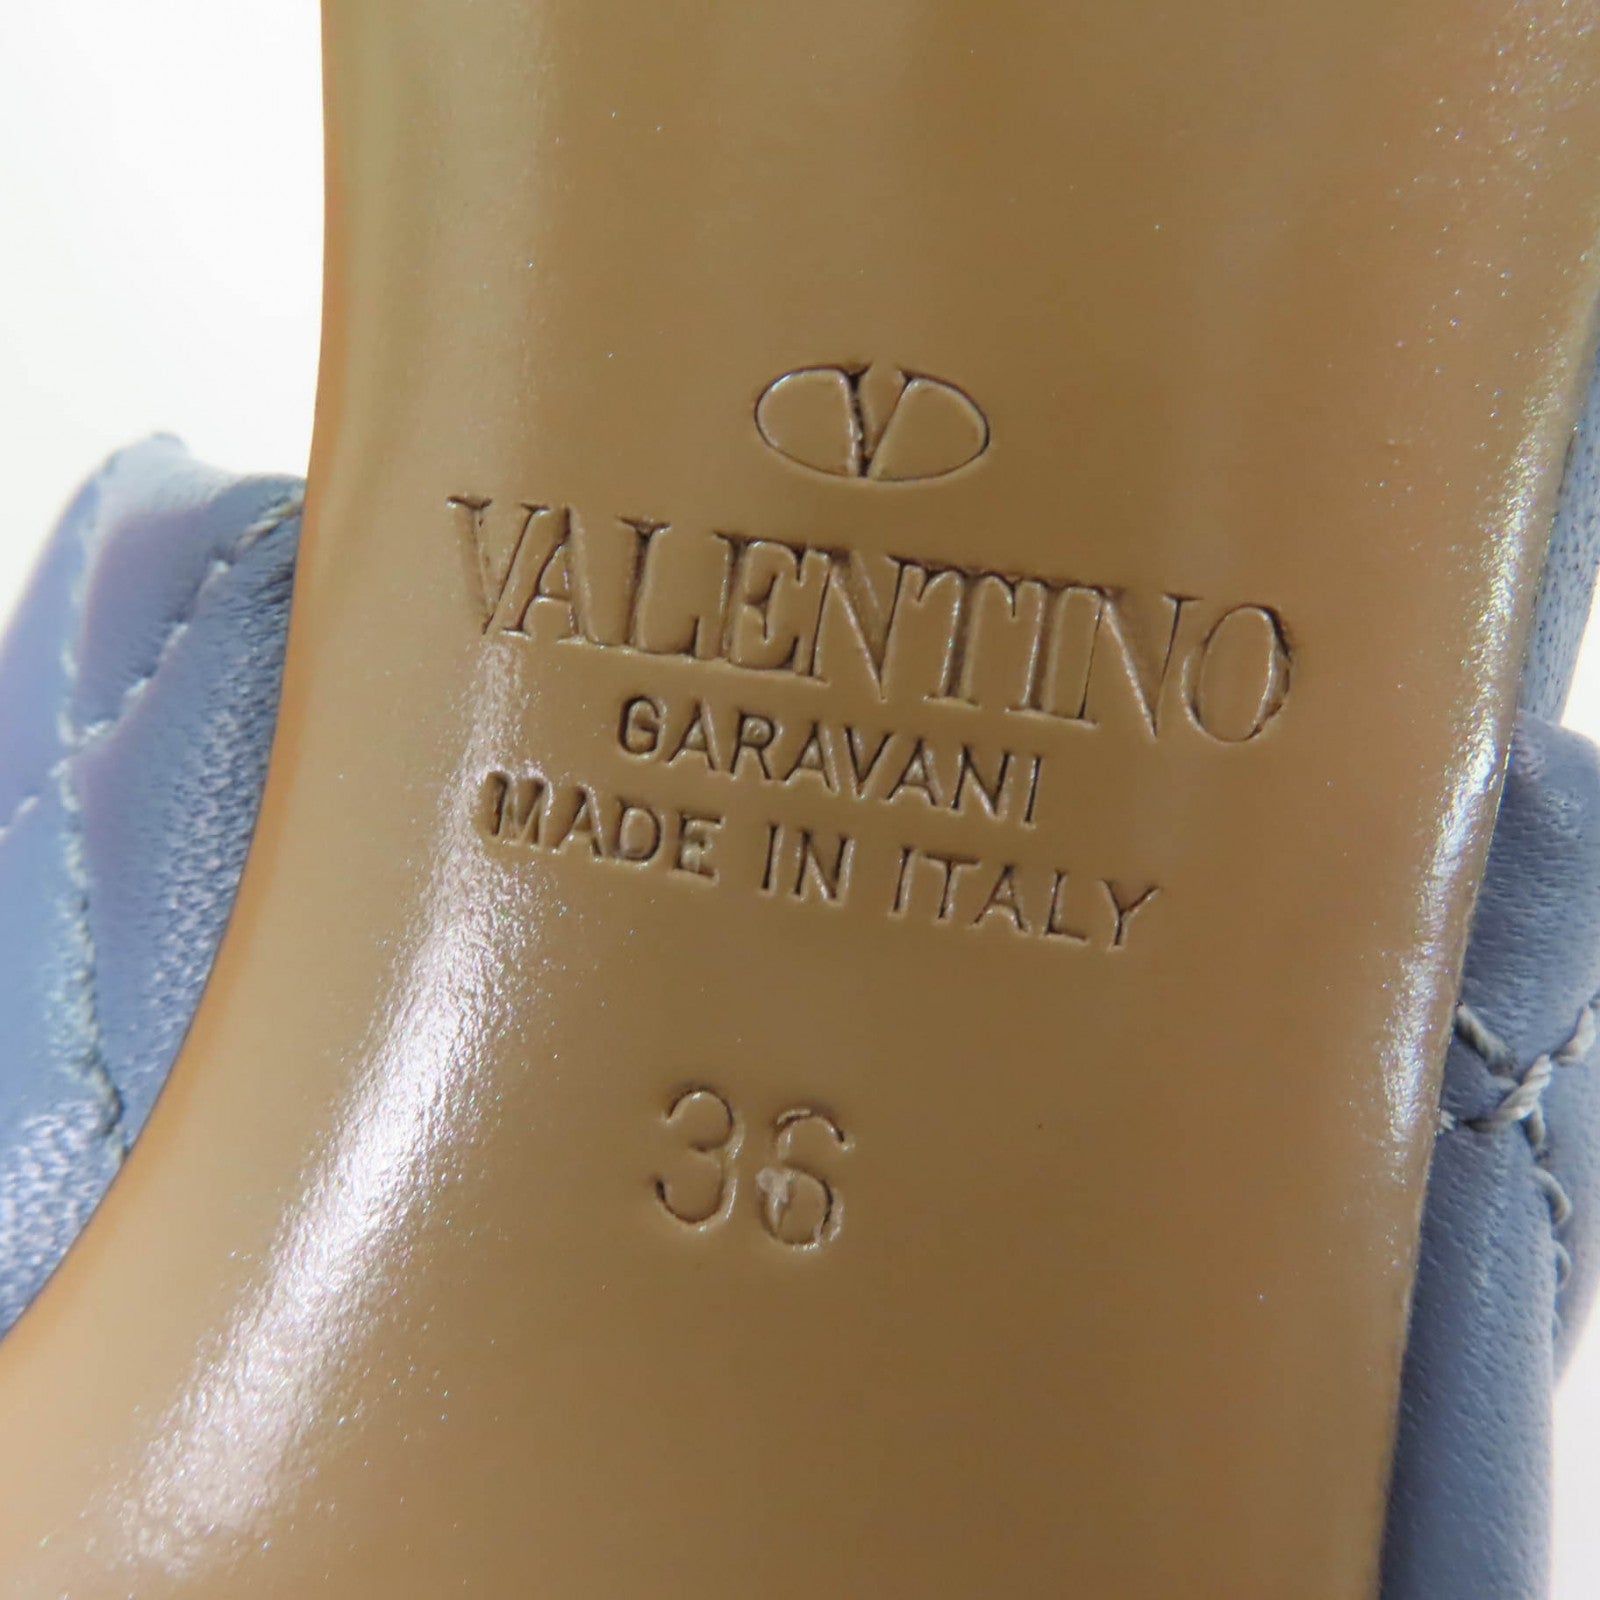 V
VALENTINO
GARAVANI
MADE IN ITALY
36